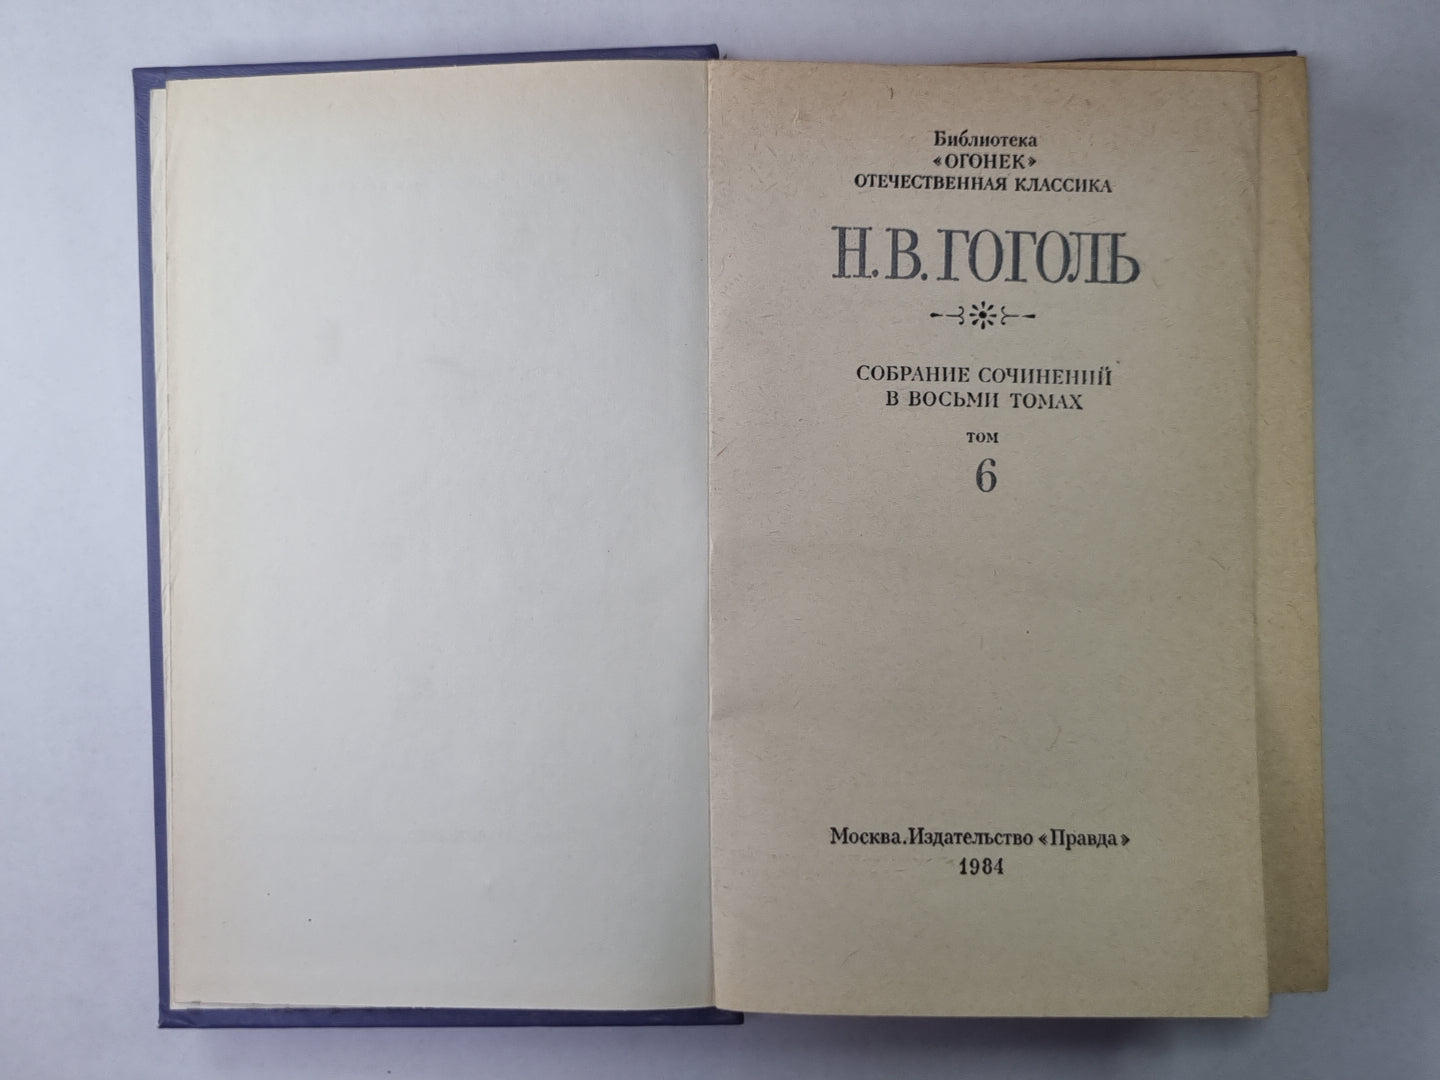 Библиотека
«ОГОНЕК»
ОТЕЧЕСТВЕННАЯ КЛАССИКА
Н.В.ГОГОЛЬ
СОБРАНИЕ СОЧИНЕНИЙ
В ВОСЬМИ ТОМАХ
ТОМ
6
Москва.Издательство «Правда»
1984